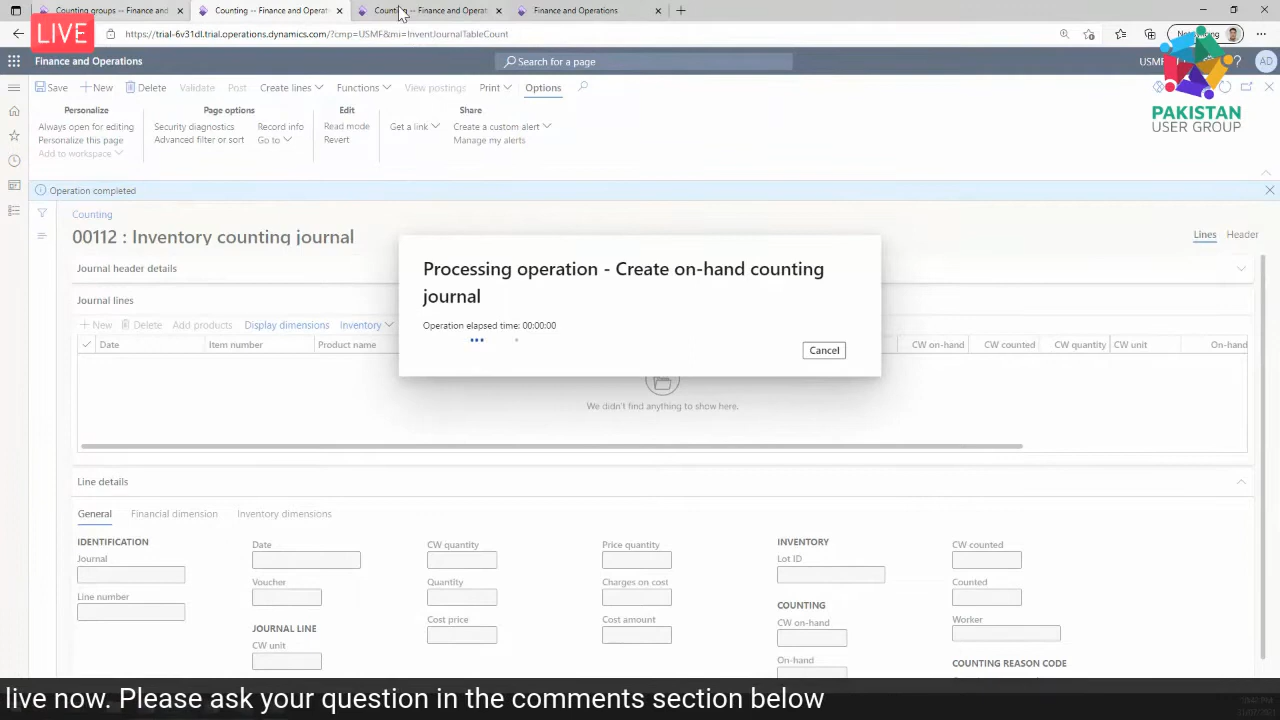 Counting -- Finance and Operati
Counting -- Finance and Operati
Finance and Operations
LIVE
https://trial-6v31dl.trial.operations.dynamics.com/?cmp=USMF&mi=InventJournalTableCount
Finance and Operations
Search for a page
USM
?
AD
Save
New
Delete
Validate
Post
Create lines
Functions
View postings
Print
Options
Personalize
Always open for editing
Personalize this page
Add to workspace
Page options
Security diagnostics
Advanced filter or sort
Record info
Go to
Edit
Read mode
Revert
Share
Get a link
Create a custom alert
Manage my alerts
PAKISTAN
USER GROUP
Operation completed
Counting
00112 : Inventory counting journal
Lines
Header
Journal header details
Journal lines
New
Delete
Add products
Display dimensions
Inventory
Date
Item number
Product name
CW on-hand
CW counted
CW quantity
CW unit
On-hand
Processing operation - Create on-hand counting
journal
Operation elapsed time: 00:00:00
Cancel
We didn't find anything to show here.
Line details
General
Financial dimension
Inventory dimensions
IDENTIFICATION
Journal
Line number
Date
Voucher
JOURNAL LINE
CW unit
CW quantity
Quantity
Cost price
Price quantity
Charges on cost
Cost amount
INVENTORY
Lot ID
COUNTING
CW on-hand
On-hand
CW counted
Counted
Worker
COUNTING REASON CODE
live now. Please ask your question in the comments section below